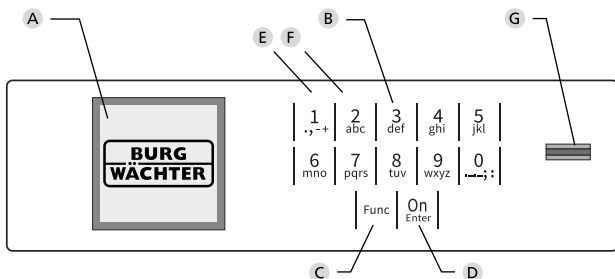 A
E F
B
G
BURG
WÄCHTER
1 2 3 4 5
.,-+ abc def ghi jkl
6 7 8 9 0
mno pqrs tuv wxyz .-_;:
Func On
Enter
C
D